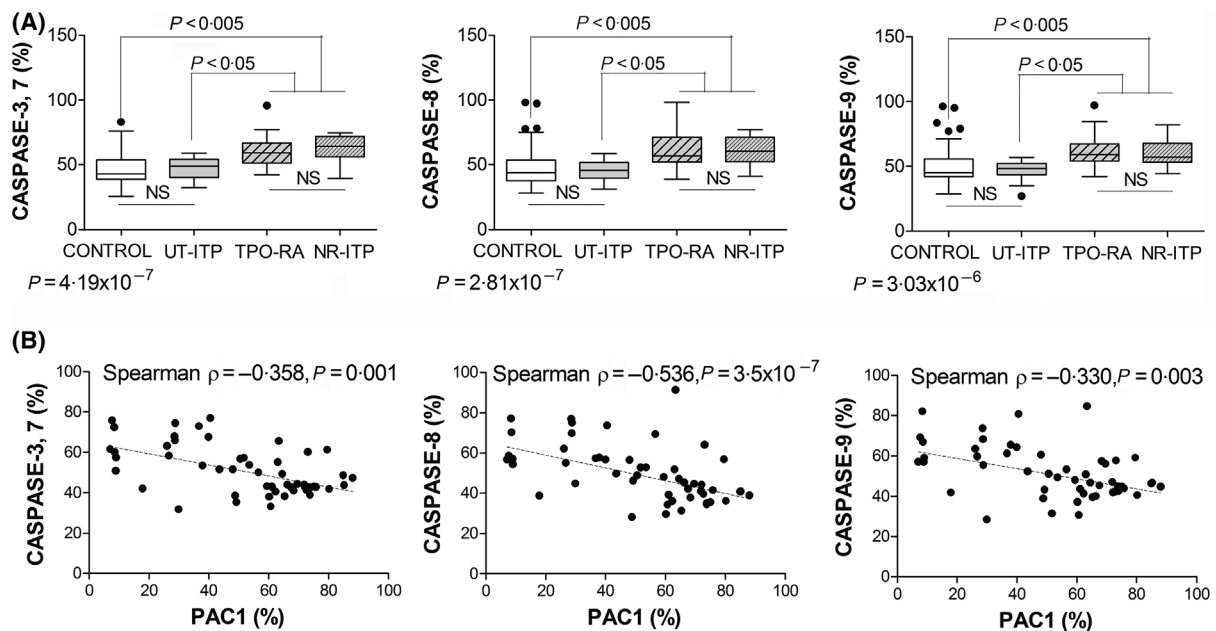 (A)
P < 0·005
P < 0·05
NS
NS
CASPASE-3, 7 (%)
150
100
50
0
CONTROL UT-ITP TPO-RA NR-ITP
P = 4·19x10−7
P < 0·005
P < 0·05
NS
NS
CASPASE-8 (%)
150
100
50
0
CONTROL UT-ITP TPO-RA NR-ITP
P = 2·81x10−7
P < 0·005
P < 0·05
NS
NS
CASPASE-9 (%)
150
100
50
0
CONTROL UT-ITP TPO-RA NR-ITP
P = 3·03x10−6
(B)
Spearman ρ = –0·358, P = 0·001
CASPASE-3, 7 (%)
100
80
60
40
20
0
0 20 40 60 80 100
PAC1 (%)
Spearman ρ = –0·536, P = 3·5x10 −7
CASPASE-8 (%)
100
80
60
40
20
0
0 20 40 60 80 100
PAC1 (%)
Spearman ρ = –0·330, P = 0·003
CASPASE-9 (%)
100
80
60
40
20
0
0 20 40 60 80 100
PAC1 (%)